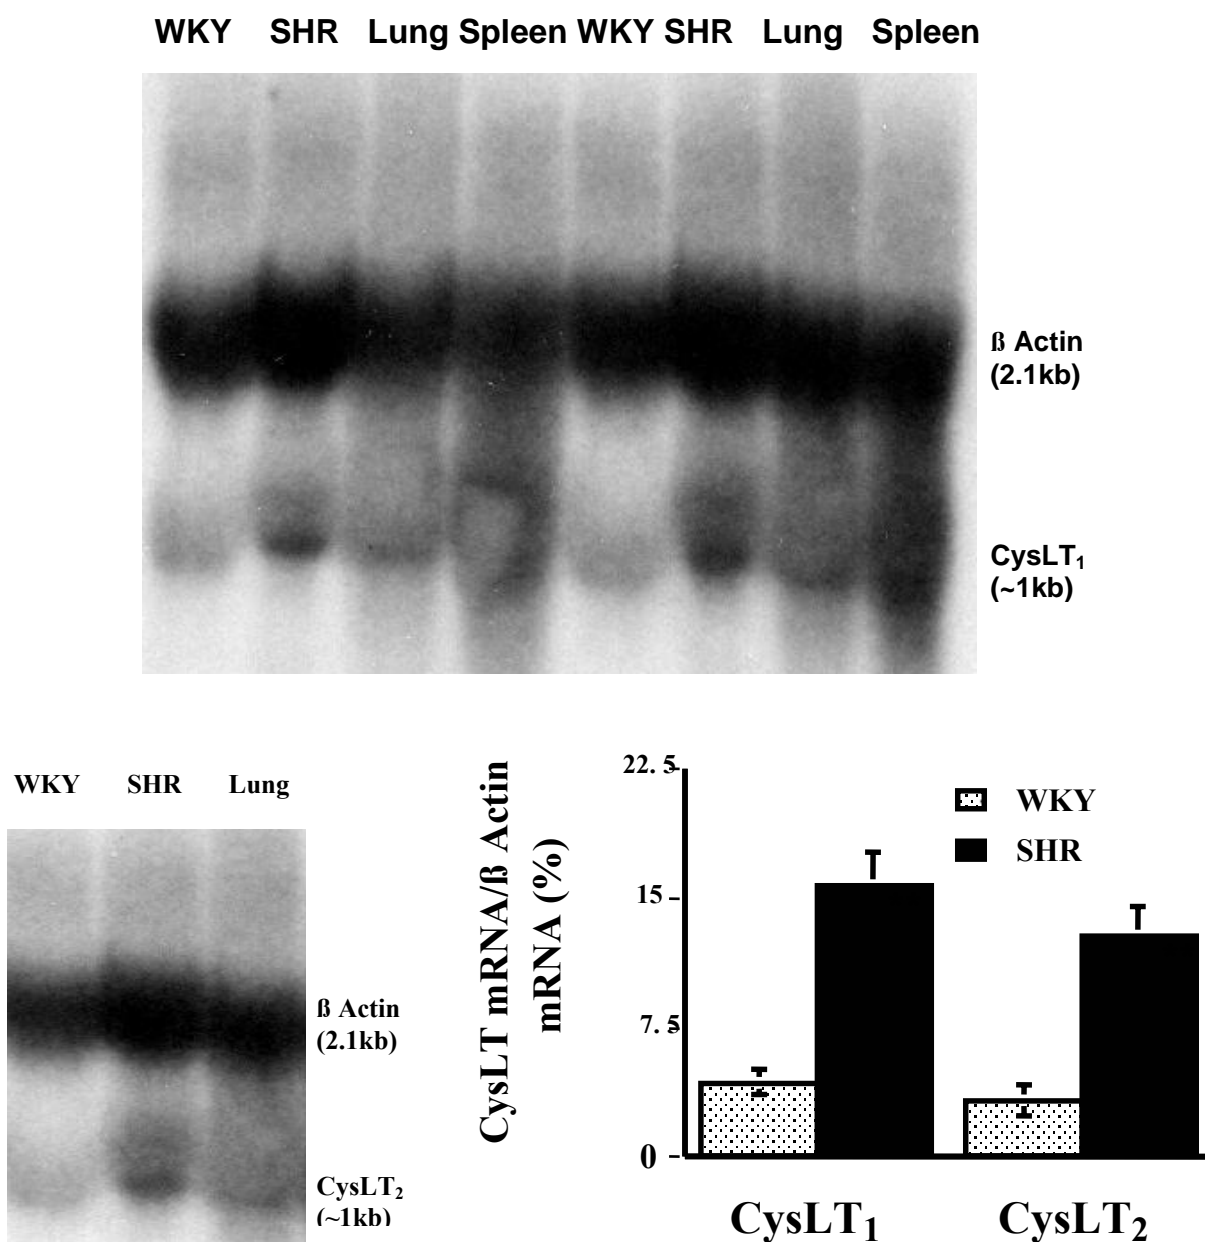 WKY SHR Lung Spleen WKY SHR Lung Spleen
ß Actin
(2.1kb)
CysLT₁
(~1kb)
WKY SHR Lung
ß Actin
(2.1kb)
CysLT₂
(~1kb)
CysLT mRNA/ß Actin
mRNA (%)
22.5
15
7.5
0
WKY
SHR
CysLT₁ CysLT₂